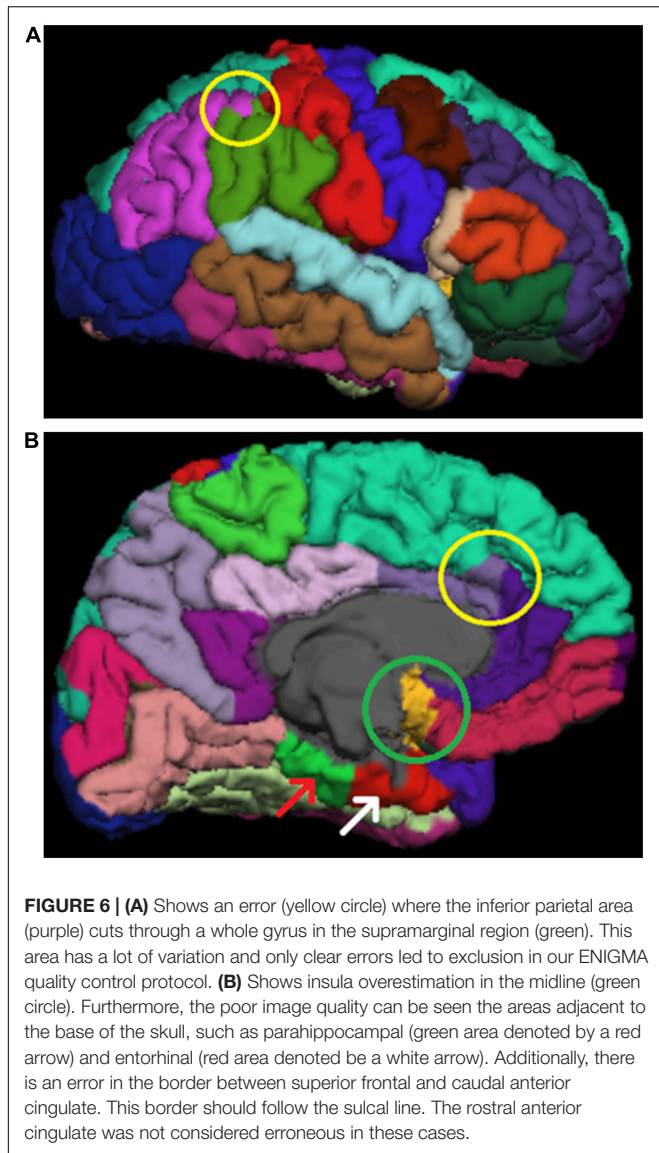 A
B
FIGURE 6 | (A) Shows an error (yellow circle) where the inferior parietal area
(purple) cuts through a whole gyrus in the supramarginal region (green). This
area has a lot of variation and only clear errors led to exclusion in our ENIGMA
quality control protocol. (B) Shows insula overestimation in the midline (green
circle). Furthermore, the poor image quality can be seen the areas adjacent to
the base of the skull, such as parahippocampal (green area denoted by a red
arrow) and entorhinal (red area denoted be a white arrow). Additionally, there
is an error in the border between superior frontal and caudal anterior
cingulate. This border should follow the sulcal line. The rostral anterior
cingulate was not considered erroneous in these cases.